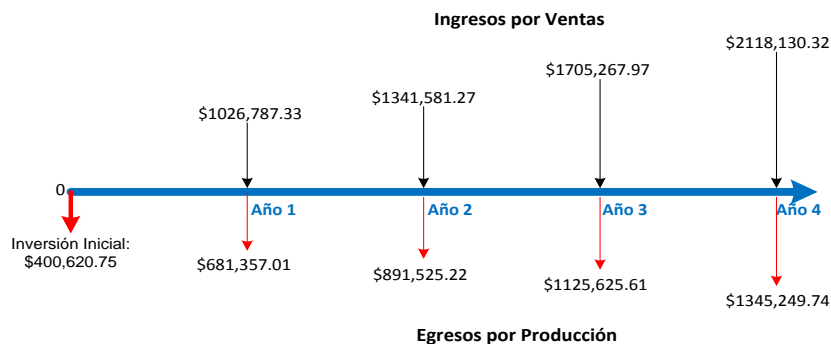 Ingresos por Ventas
$2118,130.32
$1705,267.97
$1341,581.27
$1026,787.33
0
Año 1
Año 2
Año 3
Año 4
Inversión Inicial:
$400,620.75
$681,357.01
$891,525.22
$1125,625.61
$1345,249.74
Egresos por Producción